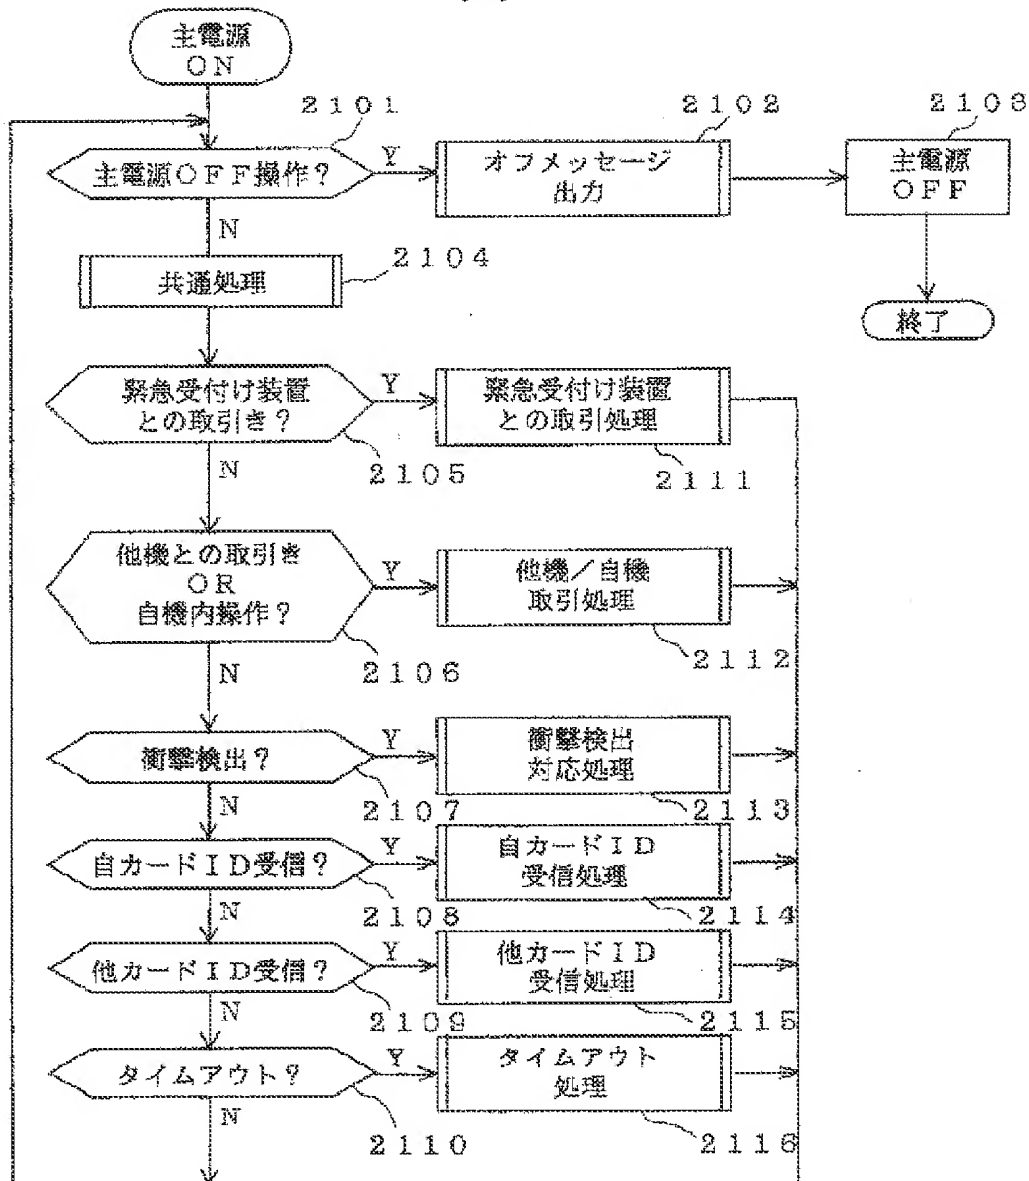 主電源
ON
2101
2102
2103
主電源OFF操作?
Y
オフメッセージ
出力
主電源
OFF
N
2104
共通処理
終了
緊急受付け装置
との取引き?
Y
緊急受付け装置
との取引処理
2105
2111
N
他機との取引き
OR
自機内操作?
Y
他機/自機
取引処理
2106
2112
N
衝撃検出?
Y
衝撃検出
対応処理
2107
2113
N
自カードID受信?
Y
自カードID
受信処理
2108
2114
N
他カードID受信?
Y
他カードID
受信処理
2109
2115
N
タイムアウト?
Y
タイムアウト
処理
2110
2116
N